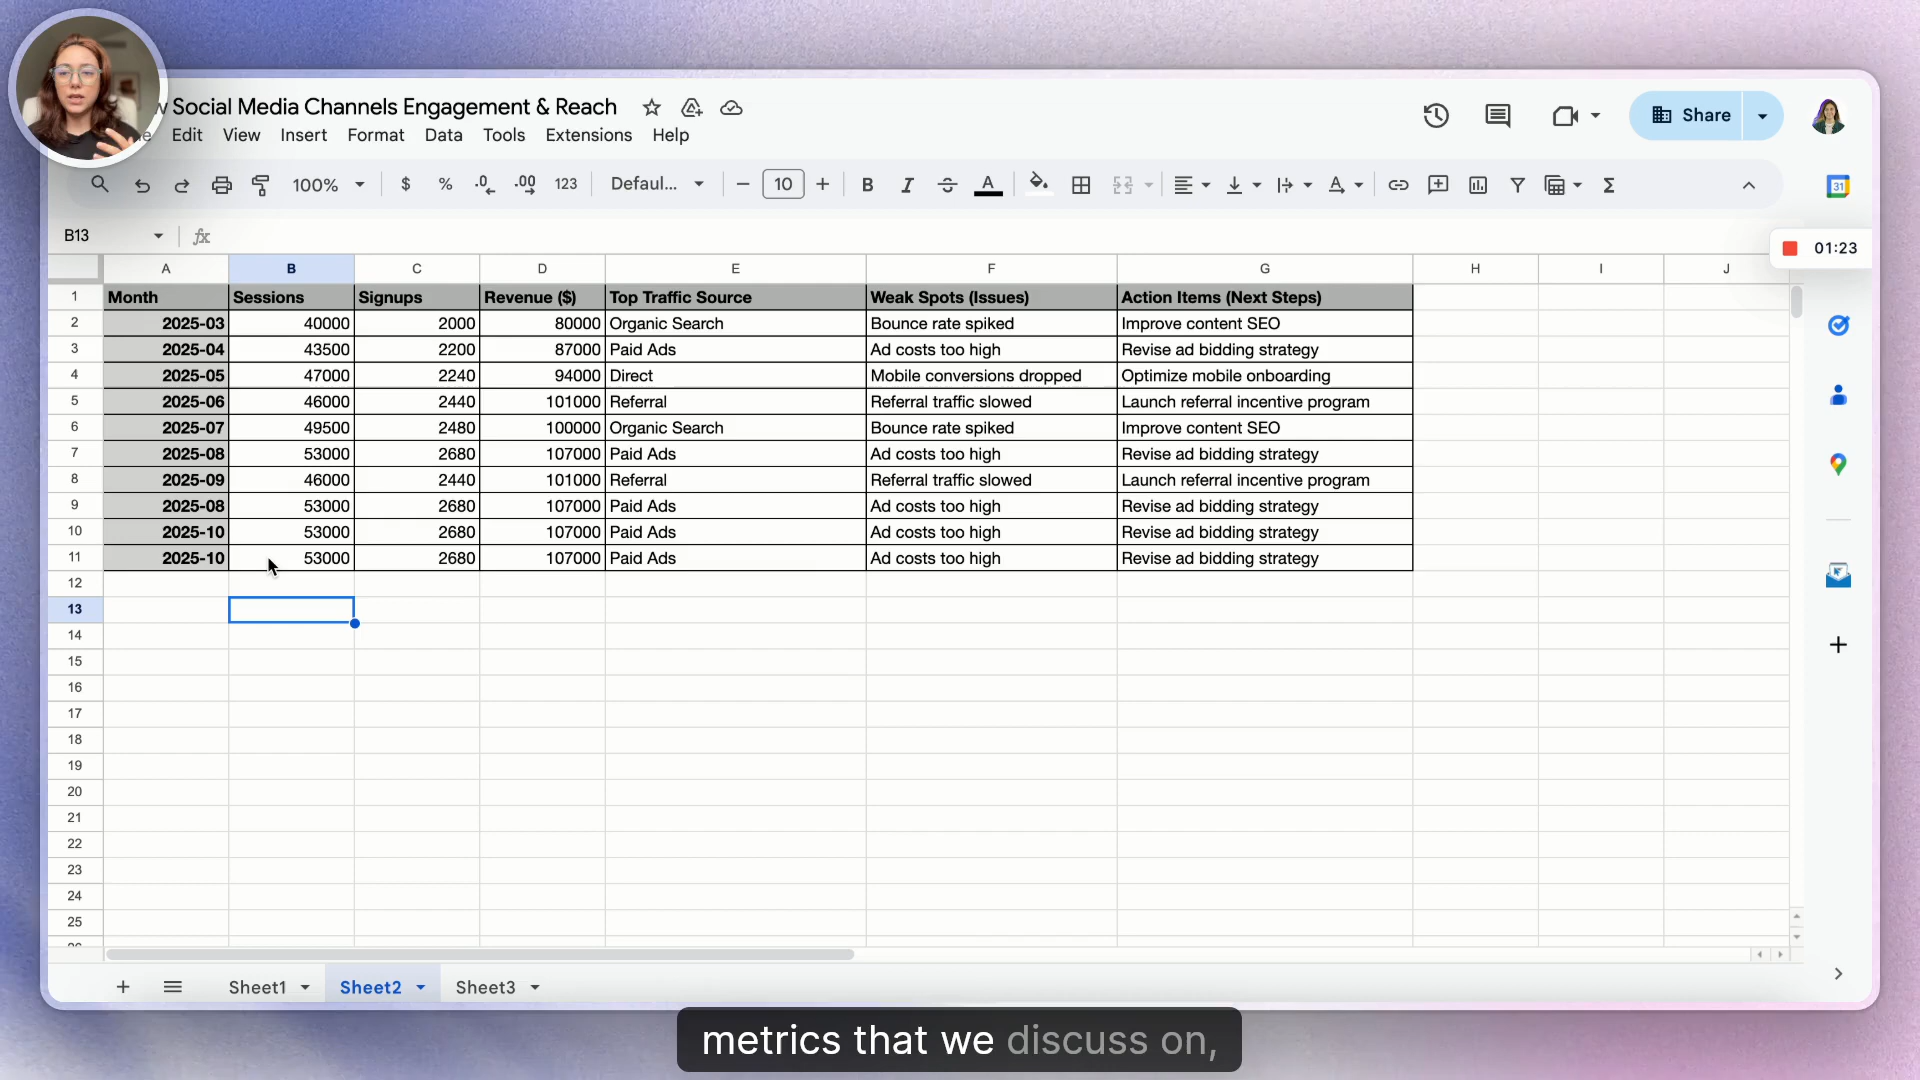 w Social Media Channels Engagement & Reach
Edit View Insert Format Data Tools Extensions Help
Share
100% $ % .0 .00 123 Defaul... 10 B I S A Σ
31
B13 fx
01:23
A B C D E F G H I J
1 Month Sessions Signups Revenue ($) Top Traffic Source Weak Spots (Issues) Action Items (Next Steps)
2 2025-03 40000 2000 80000 Organic Search Bounce rate spiked Improve content SEO
3 2025-04 43500 2200 87000 Paid Ads Ad costs too high Revise ad bidding strategy
4 2025-05 47000 2240 94000 Direct Mobile conversions dropped Optimize mobile onboarding
5 2025-06 46000 2440 101000 Referral Referral traffic slowed Launch referral incentive program
6 2025-07 49500 2480 100000 Organic Search Bounce rate spiked Improve content SEO
7 2025-08 53000 2680 107000 Paid Ads Ad costs too high Revise ad bidding strategy
8 2025-09 46000 2440 101000 Referral Referral traffic slowed Launch referral incentive program
9 2025-08 53000 2680 107000 Paid Ads Ad costs too high Revise ad bidding strategy
10 2025-10 53000 2680 107000 Paid Ads Ad costs too high Revise ad bidding strategy
11 2025-10 53000 2680 107000 Paid Ads Ad costs too high Revise ad bidding strategy
12
13
14
15
16
17
18
19
20
21
22
23
24
25
Sheet1 Sheet2 Sheet3
metrics that we discuss on,